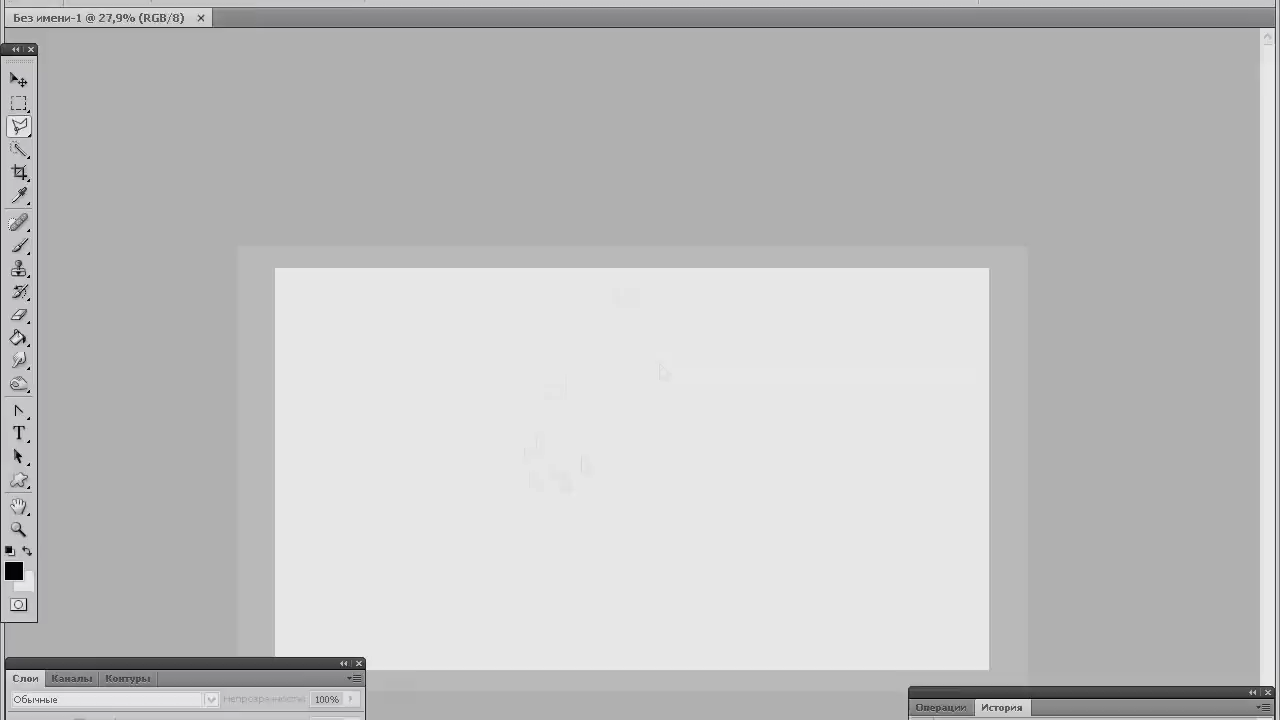 Без имени-1 @ 27,9% (RGB/8)
T
Слои Каналы Контуры
Обычные Непрозрачность: 100%
Операции История